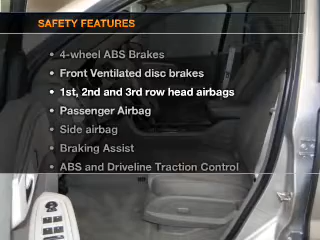 SAFETY FEATURES
• 4-wheel ABS Brakes
• Front Ventilated disc brakes
• 1st, 2nd and 3rd row head airbags
• Passenger Airbag
• Side airbag
• Braking Assist
• ABS and Driveline Traction Control